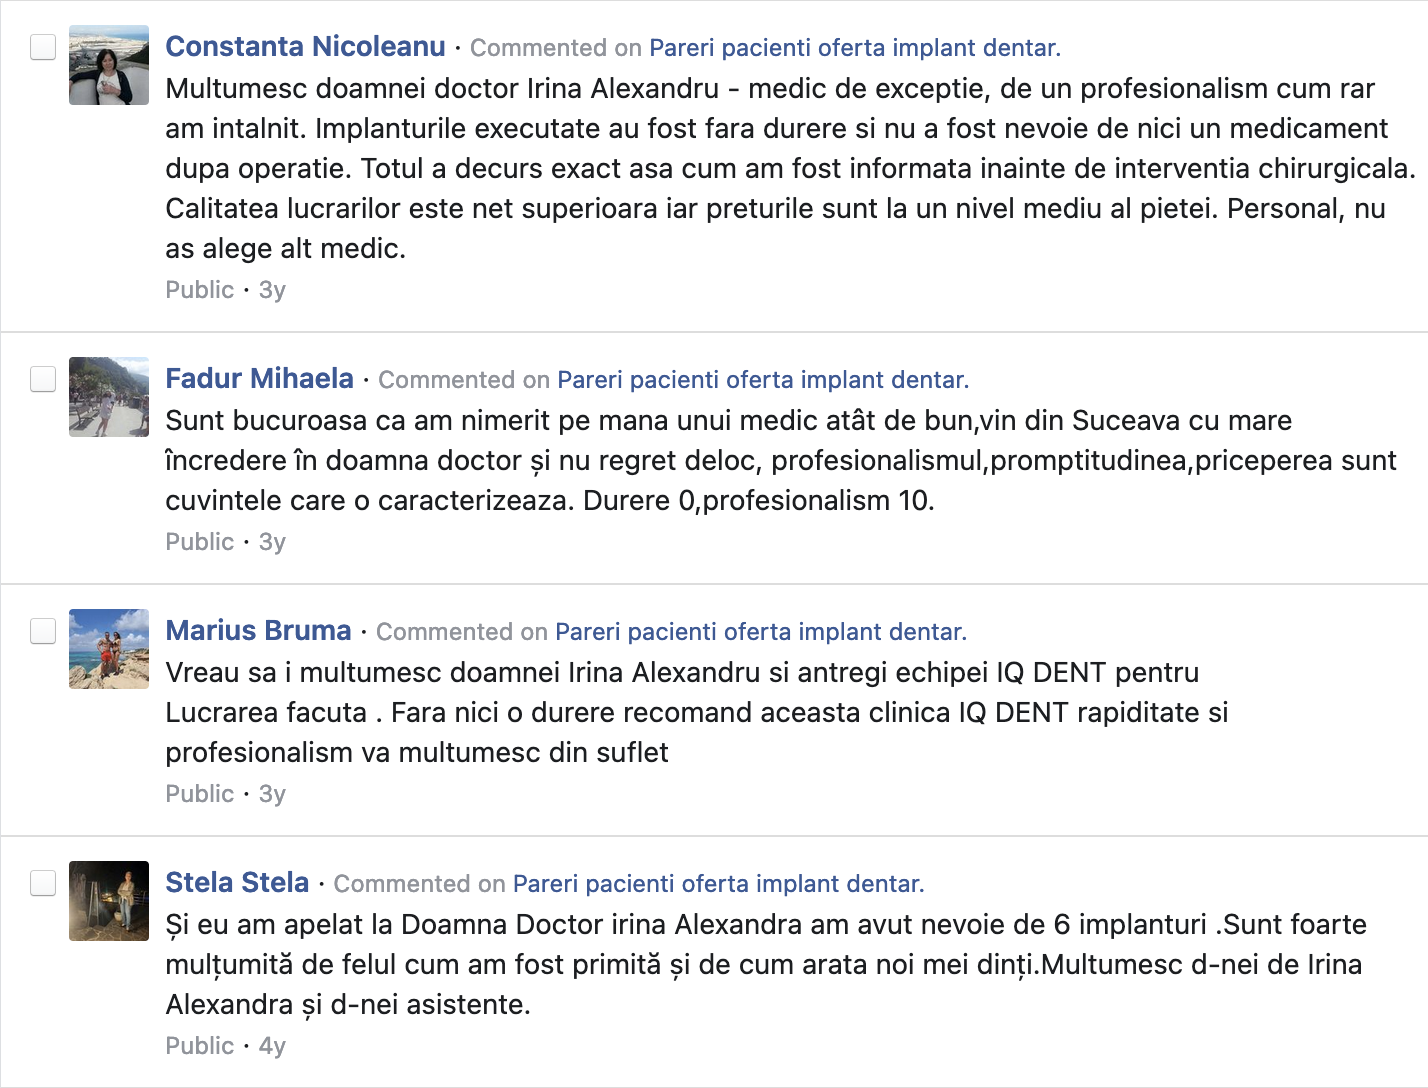 Constanta Nicoleanu · Commented on Pareri pacienti oferta implant dentar.
Multumesc doamnei doctor Irina Alexandru - medic de exceptie, de un profesionalism cum rar
am intalnit. Implanturile executate au fost fara durere si nu a fost nevoie de nici un medicament
dupa operatie. Totul a decurs exact asa cum am fost informata inainte de interventia chirurgicala.
Calitatea lucrarilor este net superioara iar preturile sunt la un nivel mediu al pietei. Personal, nu
as alege alt medic.
Public · 3y
Fadur Mihaela · Commented on Pareri pacienti oferta implant dentar.
Sunt bucuroasa ca am nimerit pe mana unui medic atât de bun,vin din Suceava cu mare
încredere în doamna doctor și nu regret deloc, profesionalismul,promptitudinea,priceperea sunt
cuvintele care o caracterizeaza. Durere 0,profesionalism 10.
Public · 3y
Marius Bruma · Commented on Pareri pacienti oferta implant dentar.
Vreau sa i multumesc doamnei Irina Alexandru si antregi echipei IQ DENT pentru
Lucrarea facuta . Fara nici o durere recomand aceasta clinica IQ DENT rapiditate si
profesionalism va multumesc din suflet
Public · 3y
Stela Stela · Commented on Pareri pacienti oferta implant dentar.
Și eu am apelat la Doamna Doctor irina Alexandra am avut nevoie de 6 implanturi .Sunt foarte
mulțumită de felul cum am fost primită și de cum arata noi mei dinți.Multumesc d-nei de Irina
Alexandra și d-nei asistente.
Public · 4y